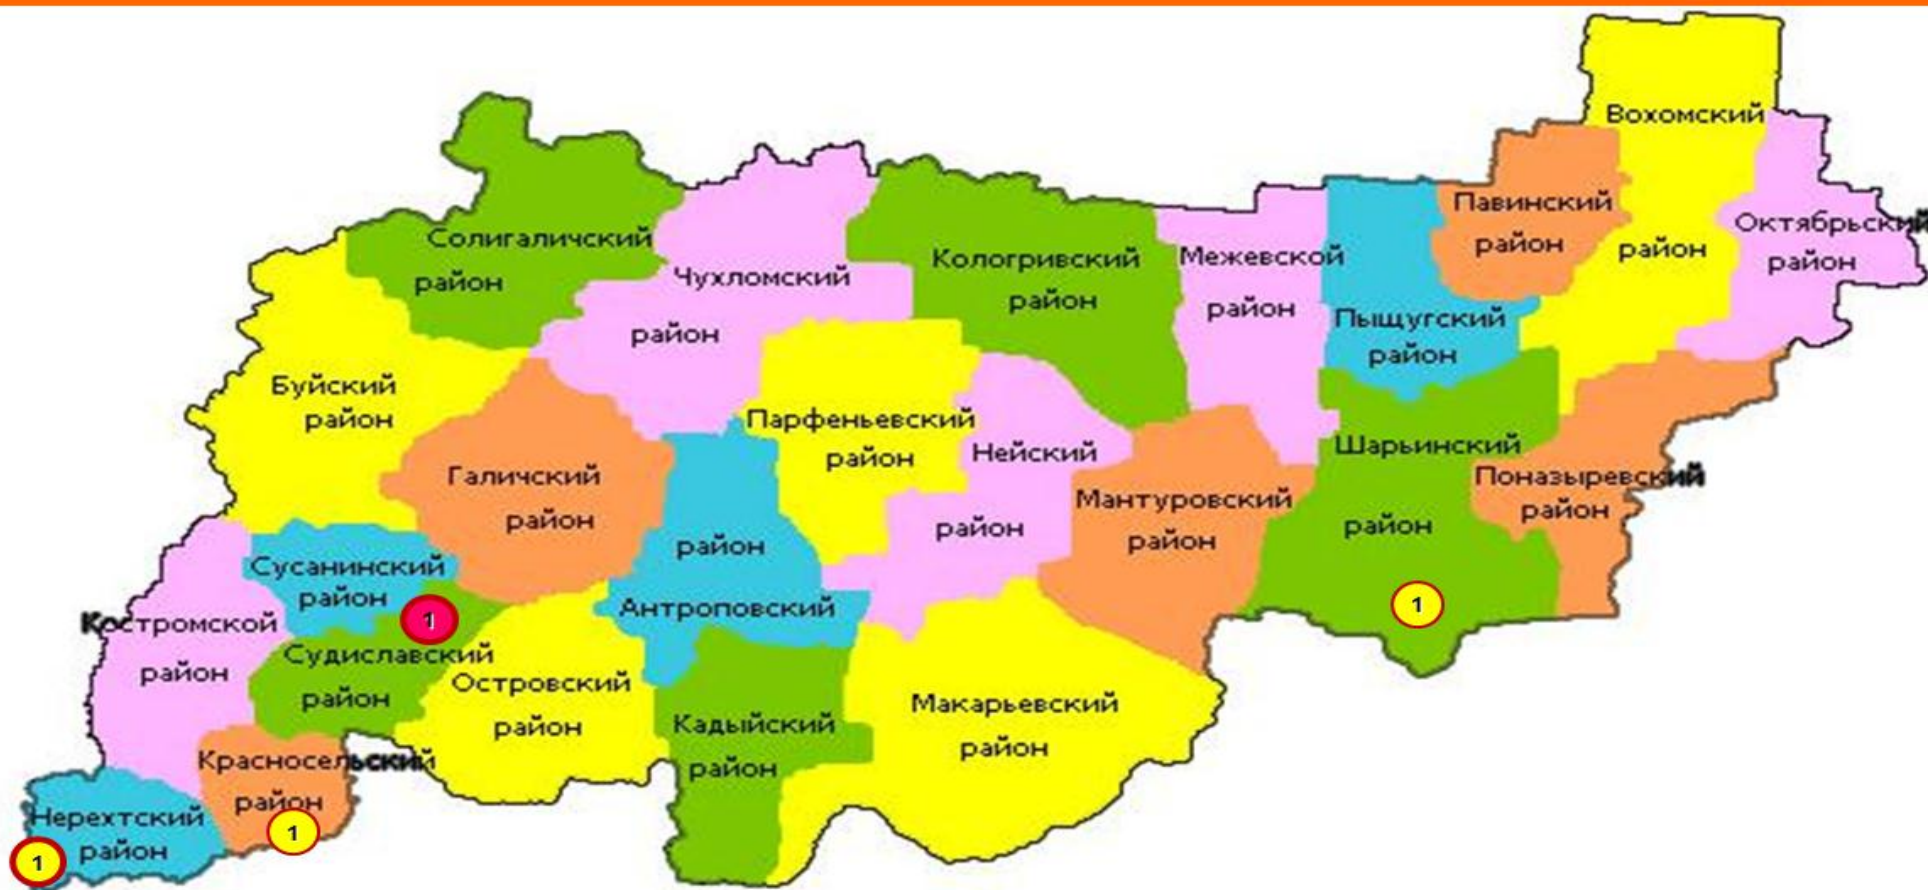 Вохомский
район
Павинский
район
Октябрьский
район
Солигаличский
район
Чухломский
район
Кологривский
район
Межевской
район
Пыщугский
район
Буйский
район
Галичский
район
Парфеньевский
район
Нейский
район
Мантуровский
район
Шарьинский
район
Поназыревский
район
1
Сусанинский
район
1
район
Антроповский
Костромской
район
Судиславский
район
Островский
район
Кадыйский
район
Макарьевский
район
Красносельский
район
1
Нерехтский
район
1